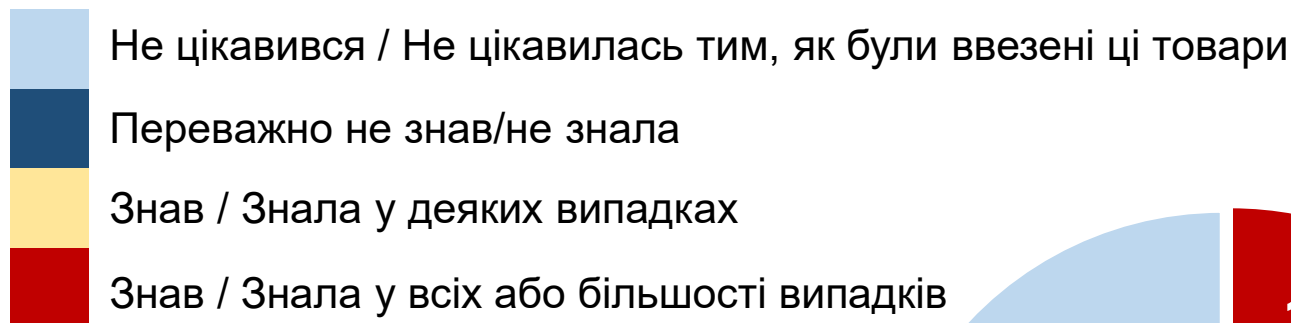 Не цікавився / Не цікавилась тим, як були ввезені ці товари
Переважно не знав/не знала
Знав / Знала у деяких випадках
Знав / Знала у всіх або більшості випадків